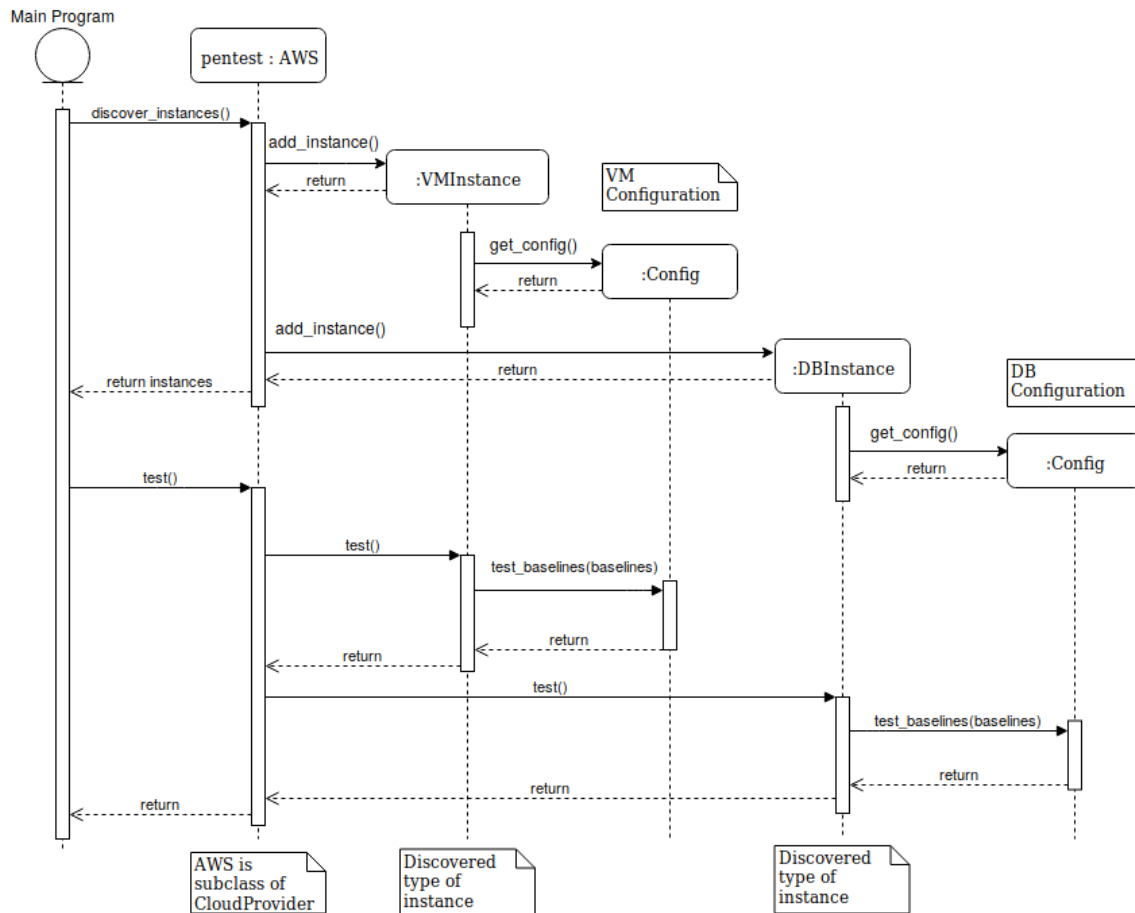 Main Program
pentest : AWS
discover_instances()
add_instance()
:VMInstance
return
VM
Configuration
get_config()
:Config
return
add_instance()
:DBInstance
return
return instances
DB
Configuration
get_config()
:Config
return
test()
test()
test_baselines(baselines)
return
return
test()
test_baselines(baselines)
return
return
return
AWS is
subclass of
CloudProvider
Discovered
type of
instance
Discovered
type of
instance